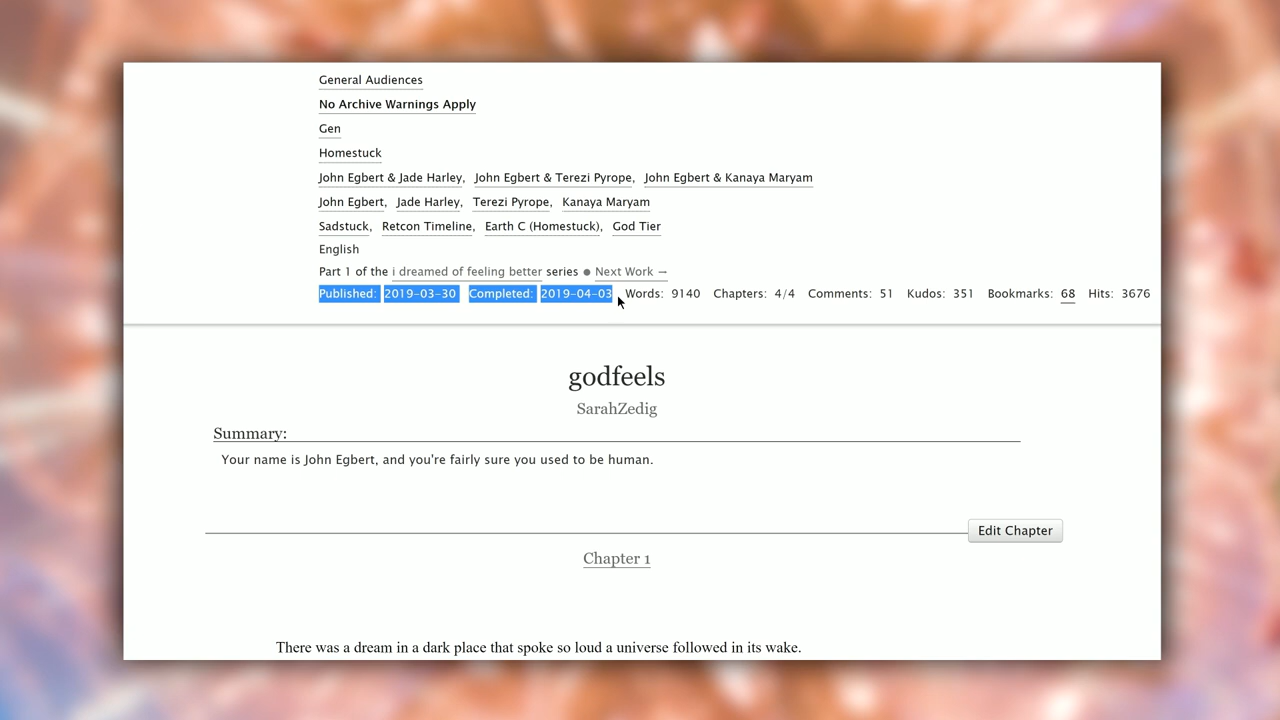 General Audiences
No Archive Warnings Apply
Gen
Homestuck
John Egbert & Jade Harley, John Egbert & Terezi Pyrope, John Egbert & Kanaya Maryam
John Egbert, Jade Harley, Terezi Pyrope, Kanaya Maryam
Sadstuck, Retcon Timeline, Earth C (Homestuck), God Tier
English
Part 1 of the i dreamed of feeling better series ● Next Work →
Published: 2019-03-30 Completed: 2019-04-03 Words: 9140 Chapters: 4/4 Comments: 51 Kudos: 351 Bookmarks: 68 Hits: 3676
godfeels
SarahZedig
Summary:
Your name is John Egbert, and you're fairly sure you used to be human.
Edit Chapter
Chapter 1
There was a dream in a dark place that spoke so loud a universe followed in its wake.